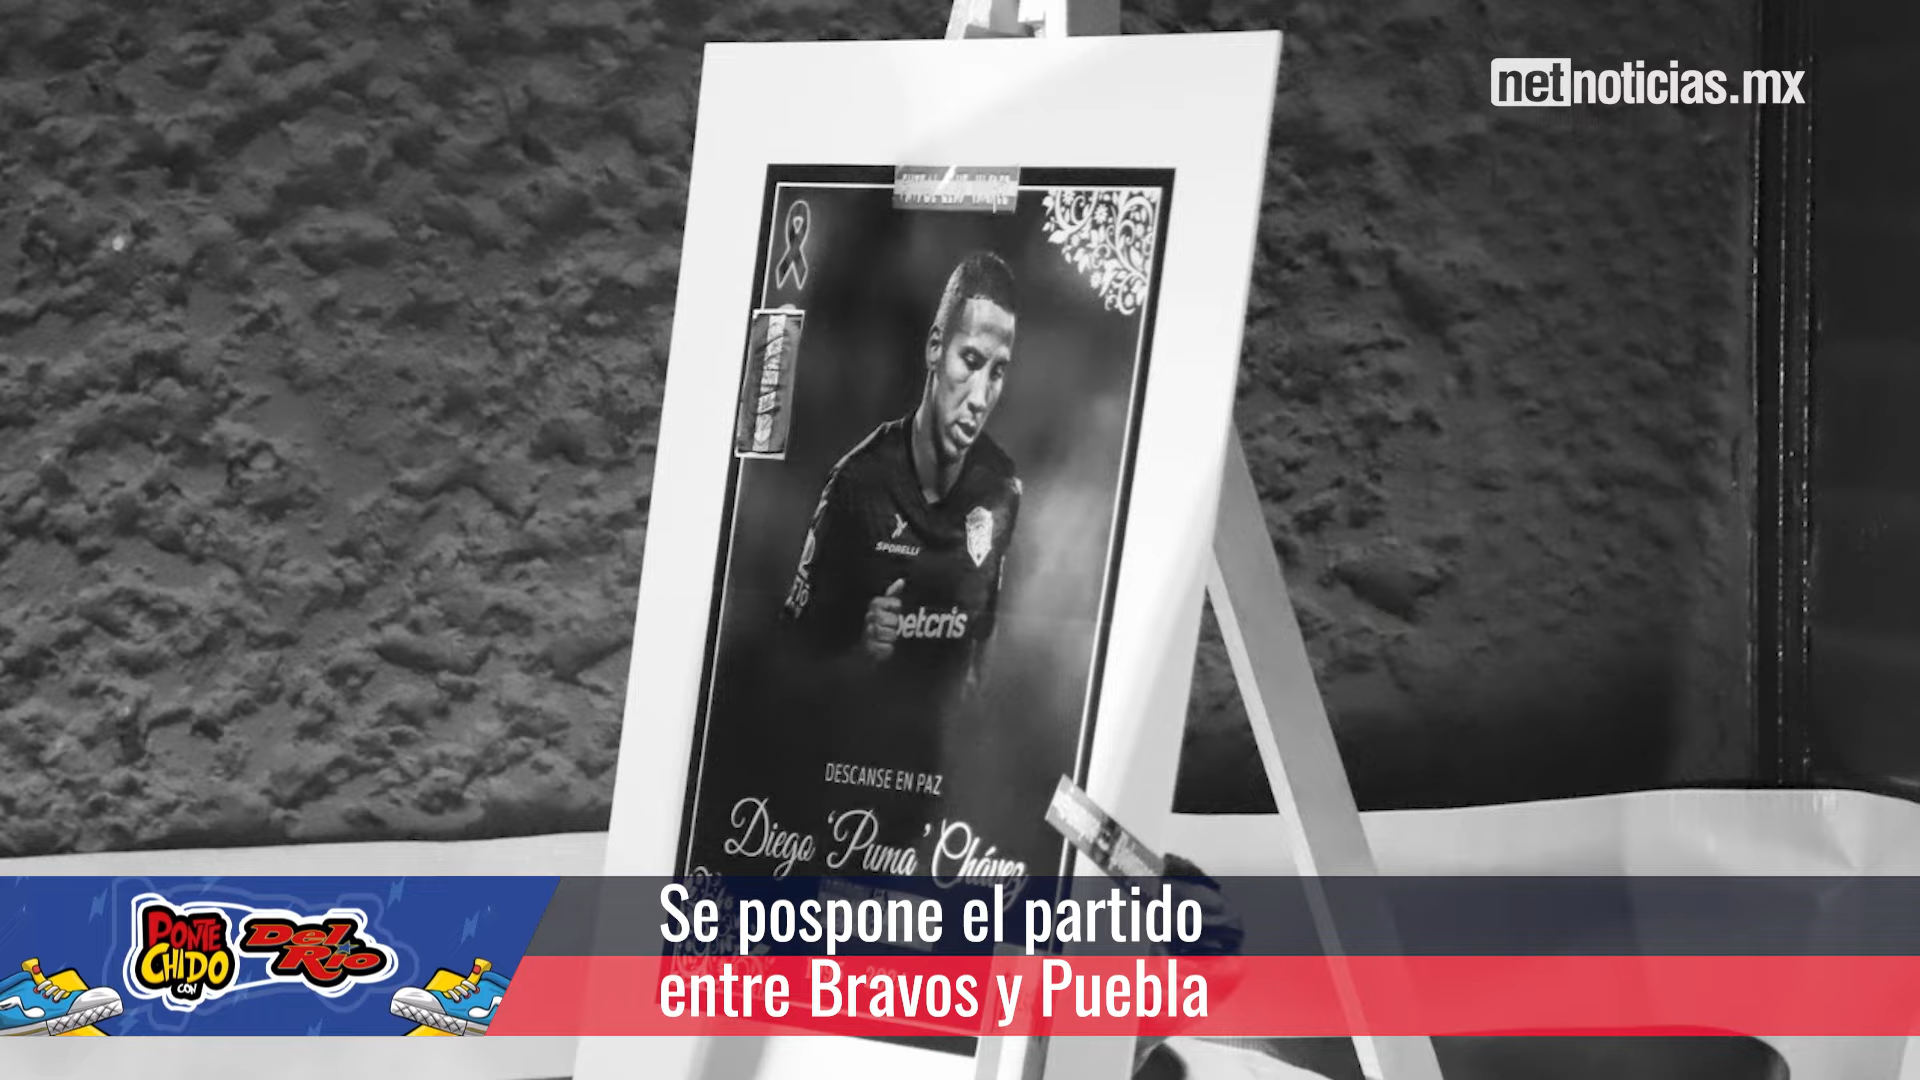 netnoticias.mx
SPORELLI
betcris
DESCANSE EN PAZ
Diego 'Puma' Chávez
Se pospone el partido
entre Bravos y Puebla
PONTE
CHIDO
CON
Del
Rio